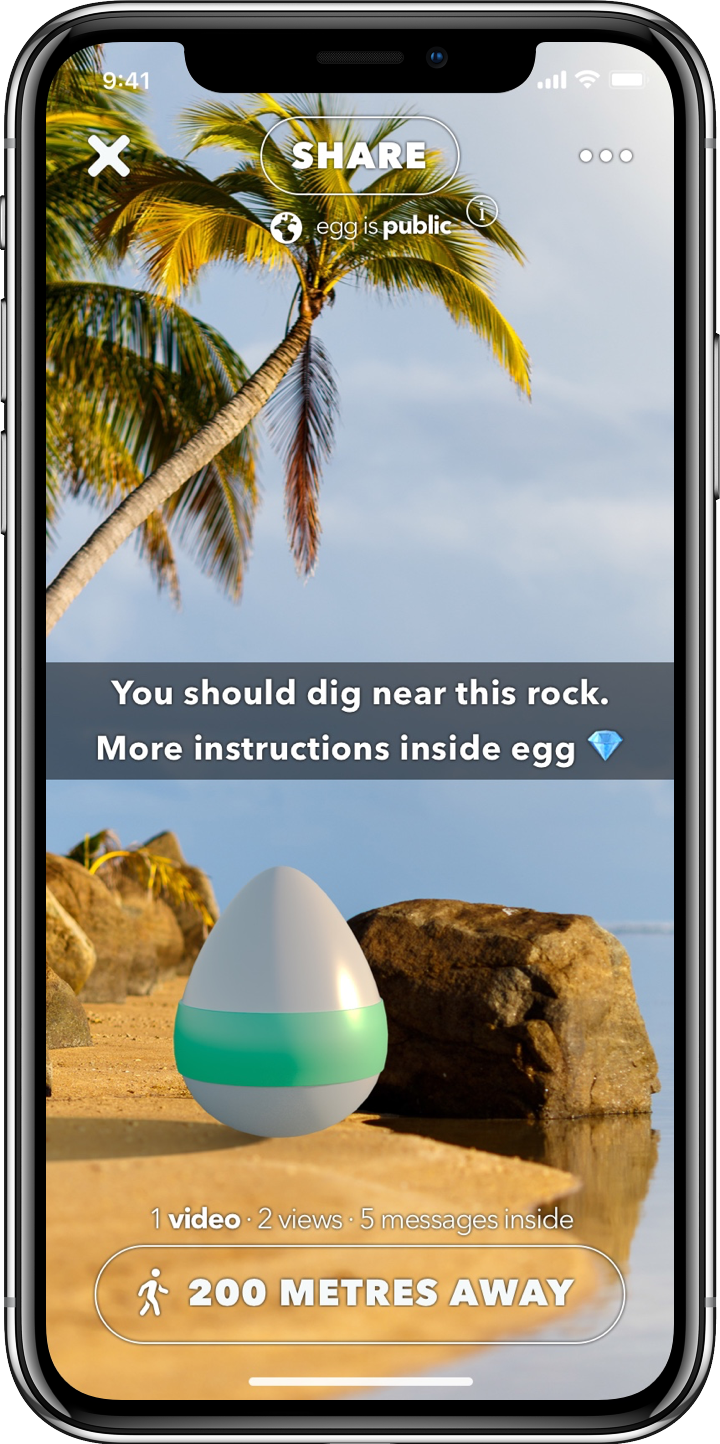 9:41
SHARE
egg is public i
You should dig near this rock.
More instructions inside egg 💎
1 video · 2 views · 5 messages inside
200 METRES AWAY